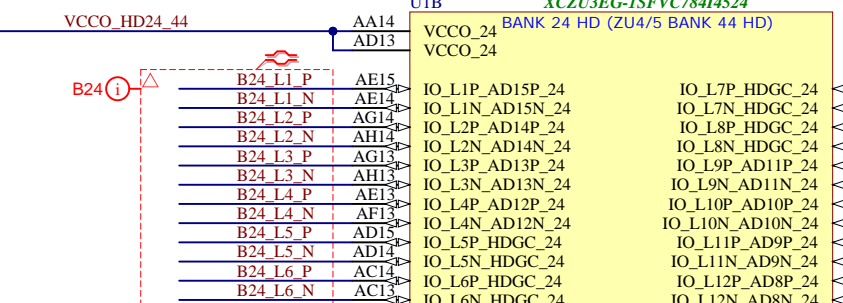 U1B XCZU3EG-1SFVC784I4524
VCCO_HD24_44 AA14 VCCO_24 BANK 24 HD (ZU4/5 BANK 44 HD)
AD13 VCCO_24
B24 i
B24_L1_P AE15 IO_L1P_AD15P_24 IO_L7P_HDGC_24
B24_L1_N AE14 IO_L1N_AD15N_24 IO_L7N_HDGC_24
B24_L2_P AG14 IO_L2P_AD14P_24 IO_L8P_HDGC_24
B24_L2_N AH14 IO_L2N_AD14N_24 IO_L8N_HDGC_24
B24_L3_P AG13 IO_L3P_AD13P_24 IO_L9P_AD11P_24
B24_L3_N AH13 IO_L3N_AD13N_24 IO_L9N_AD11N_24
B24_L4_P AE13 IO_L4P_AD12P_24 IO_L10P_AD10P_24
B24_L4_N AF13 IO_L4N_AD12N_24 IO_L10N_AD10N_24
B24_L5_P AD15 IO_L5P_HDGC_24 IO_L11P_AD9P_24
B24_L5_N AD14 IO_L5N_HDGC_24 IO_L11N_AD9N_24
B24_L6_P AC14 IO_L6P_HDGC_24 IO_L12P_AD8P_24
B24_L6_N AC13 IO_L6N_HDGC_24 IO_L12N_AD8N_24